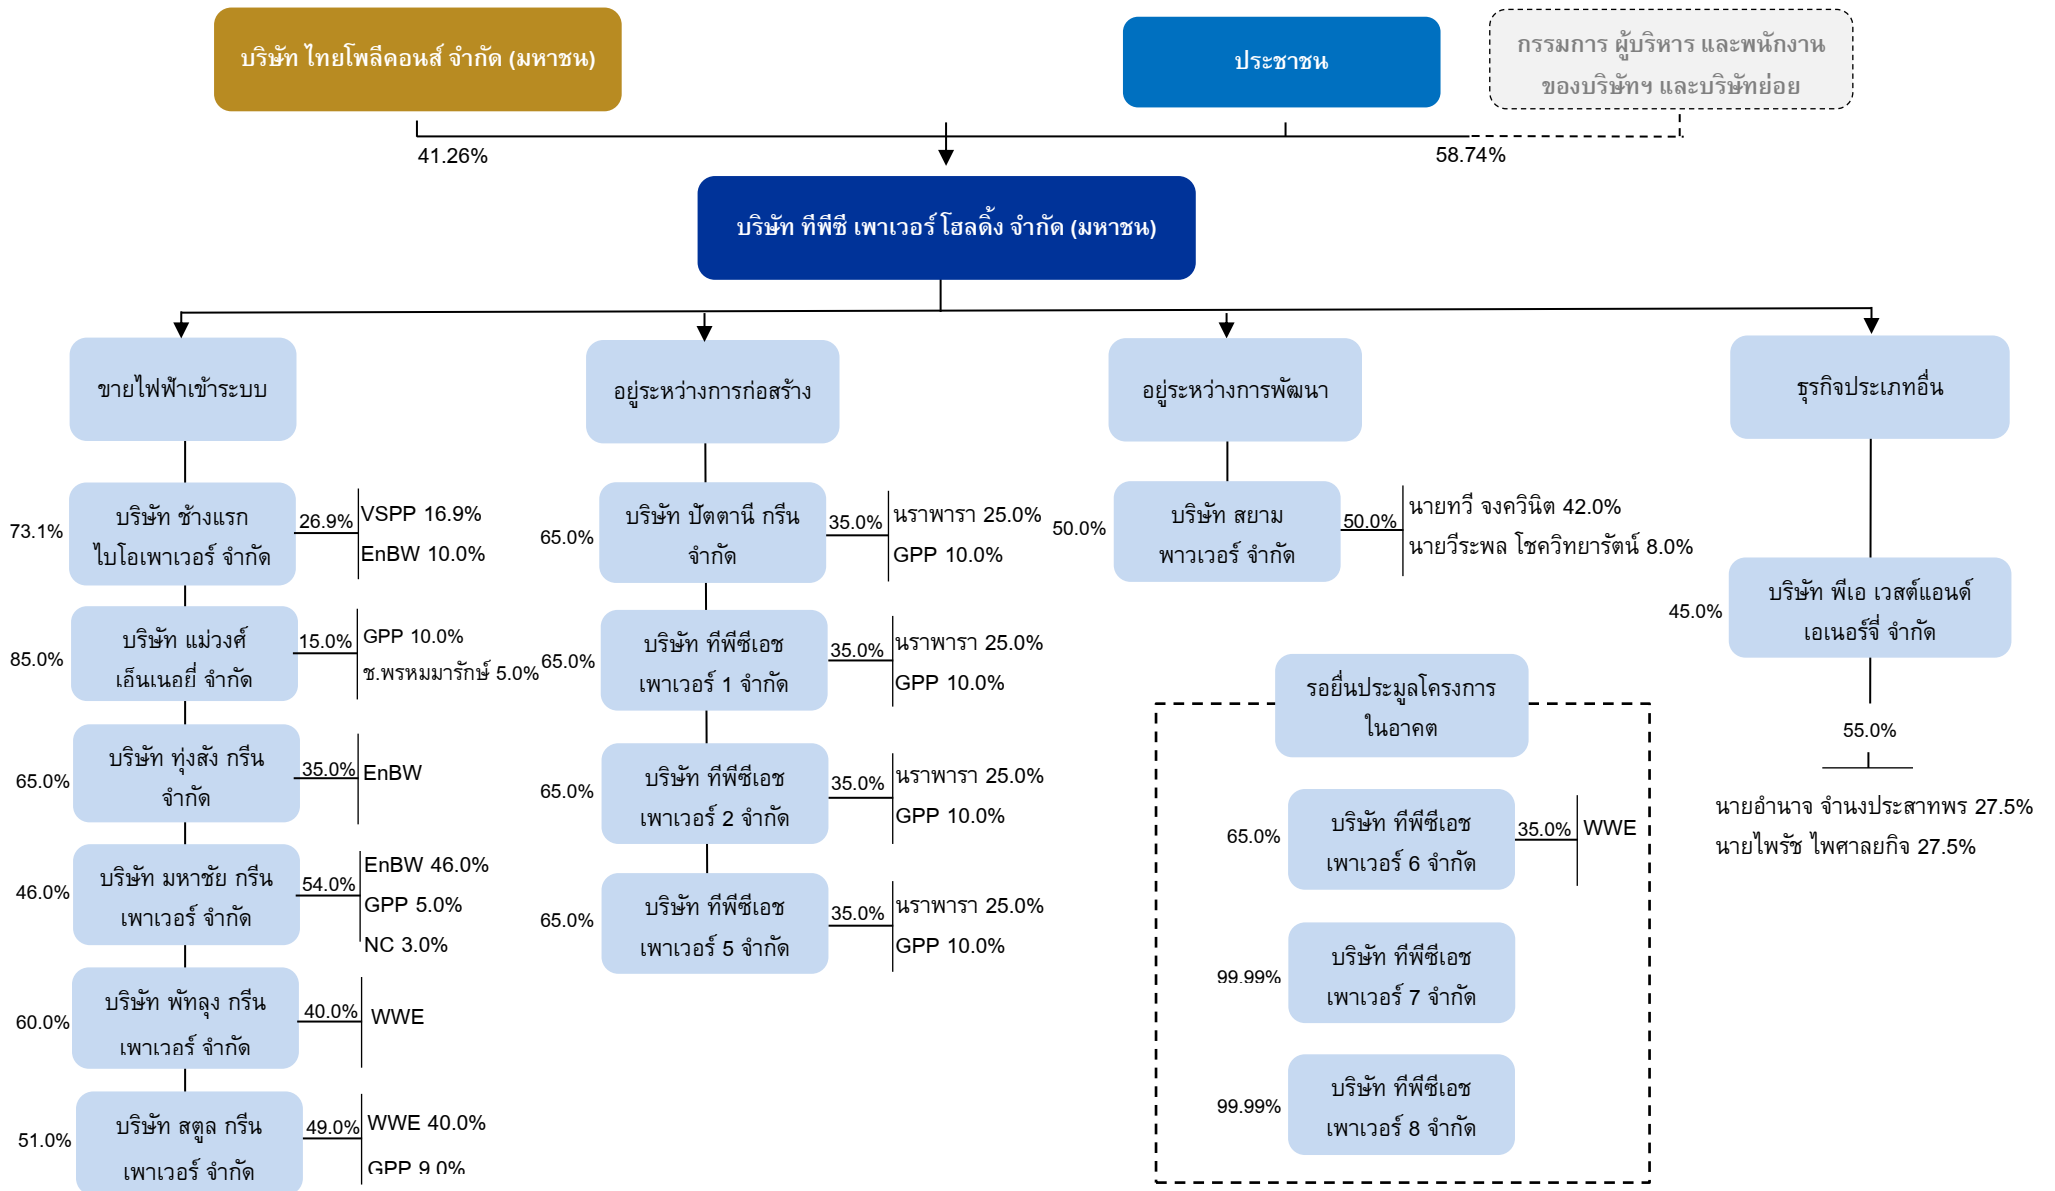 บริษัท ไทยโพลีคอนส์ จำกัด (มหาชน)
ประชาชน
กรรมการ ผู้บริหาร และพนักงาน
ของบริษัทฯ และบริษัทย่อย
41.26%
58.74%
บริษัท ทีพีซี เพาเวอร์ โฮลดิ้ง จำกัด (มหาชน)
ขายไฟฟ้าเข้าระบบ
73.1%
บริษัท ช้างแรก
ไบโอเพาเวอร์ จำกัด
26.9%
VSPP 16.9%
EnBW 10.0%
85.0%
บริษัท แม่วงศ์
เอ็นเนอยี่ จำกัด
15.0%
GPP 10.0%
ช.พรหมมารักษ์ 5.0%
65.0%
บริษัท ทุ่งสัง กรีน
จำกัด
35.0%
EnBW
46.0%
บริษัท มหาชัย กรีน
เพาเวอร์ จำกัด
54.0%
EnBW 46.0%
GPP 5.0%
NC 3.0%
60.0%
บริษัท พัทลุง กรีน
เพาเวอร์ จำกัด
40.0%
WWE
51.0%
บริษัท สตูล กรีน
เพาเวอร์ จำกัด
49.0%
WWE 40.0%
GPP 9.0%
อยู่ระหว่างการก่อสร้าง
65.0%
บริษัท ปัตตานี กรีน
จำกัด
35.0%
นราพารา 25.0%
GPP 10.0%
65.0%
บริษัท ทีพีซีเอช
เพาเวอร์ 1 จำกัด
35.0%
นราพารา 25.0%
GPP 10.0%
65.0%
บริษัท ทีพีซีเอช
เพาเวอร์ 2 จำกัด
35.0%
นราพารา 25.0%
GPP 10.0%
65.0%
บริษัท ทีพีซีเอช
เพาเวอร์ 5 จำกัด
35.0%
นราพารา 25.0%
GPP 10.0%
อยู่ระหว่างการพัฒนา
50.0%
บริษัท สยาม
พาวเวอร์ จำกัด
50.0%
นายทวี จงควินิต 42.0%
นายวีระพล โชควิทยารัตน์ 8.0%
รอยื่นประมูลโครงการ
ในอาคต
65.0%
บริษัท ทีพีซีเอช
เพาเวอร์ 6 จำกัด
35.0%
WWE
99.99%
บริษัท ทีพีซีเอช
เพาเวอร์ 7 จำกัด
99.99%
บริษัท ทีพีซีเอช
เพาเวอร์ 8 จำกัด
ธุรกิจประเภทอื่น
45.0%
บริษัท พีเอ เวสต์แอนด์
เอเนอร์จี่ จำกัด
55.0%
นายอำนาจ จำนงประสาทพร 27.5%
นายไพรัช ไพศาลยกิจ 27.5%